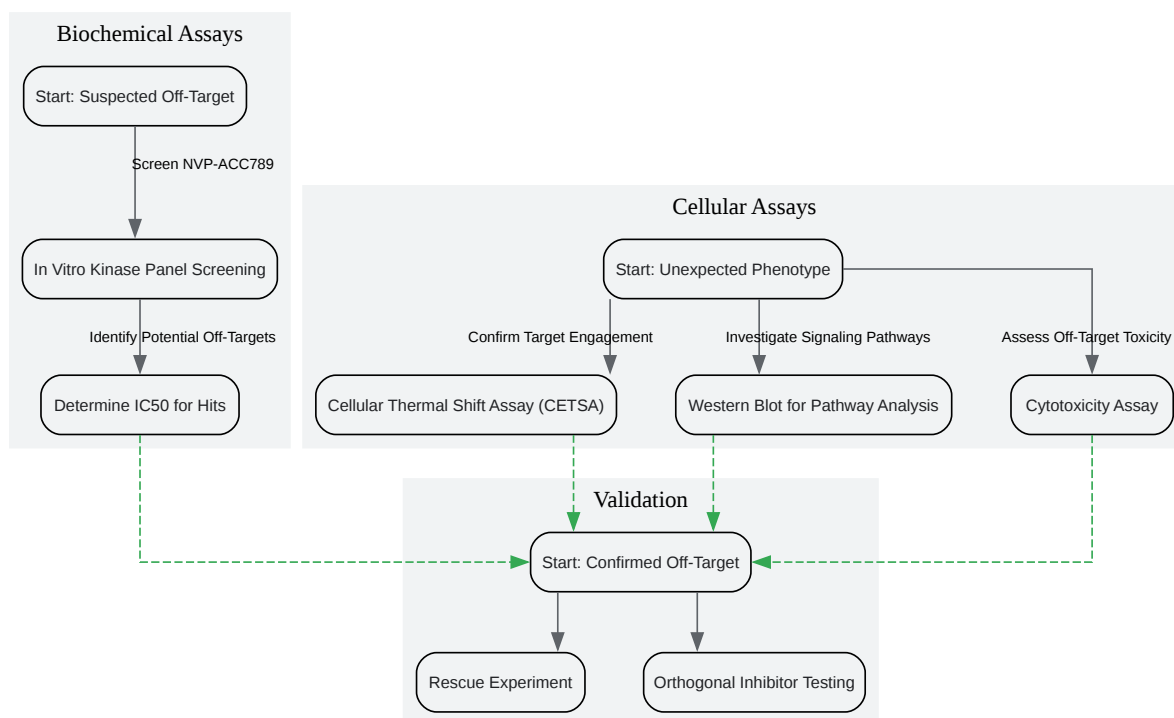 Biochemical Assays
Start: Suspected Off-Target
Screen NVP-ACC789
In Vitro Kinase Panel Screening
Identify Potential Off-Targets
Determine IC50 for Hits
Cellular Assays
Start: Unexpected Phenotype
Confirm Target Engagement
Investigate Signaling Pathways
Assess Off-Target Toxicity
Cellular Thermal Shift Assay (CETSA)
Western Blot for Pathway Analysis
Cytotoxicity Assay
Validation
Start: Confirmed Off-Target
Rescue Experiment
Orthogonal Inhibitor Testing